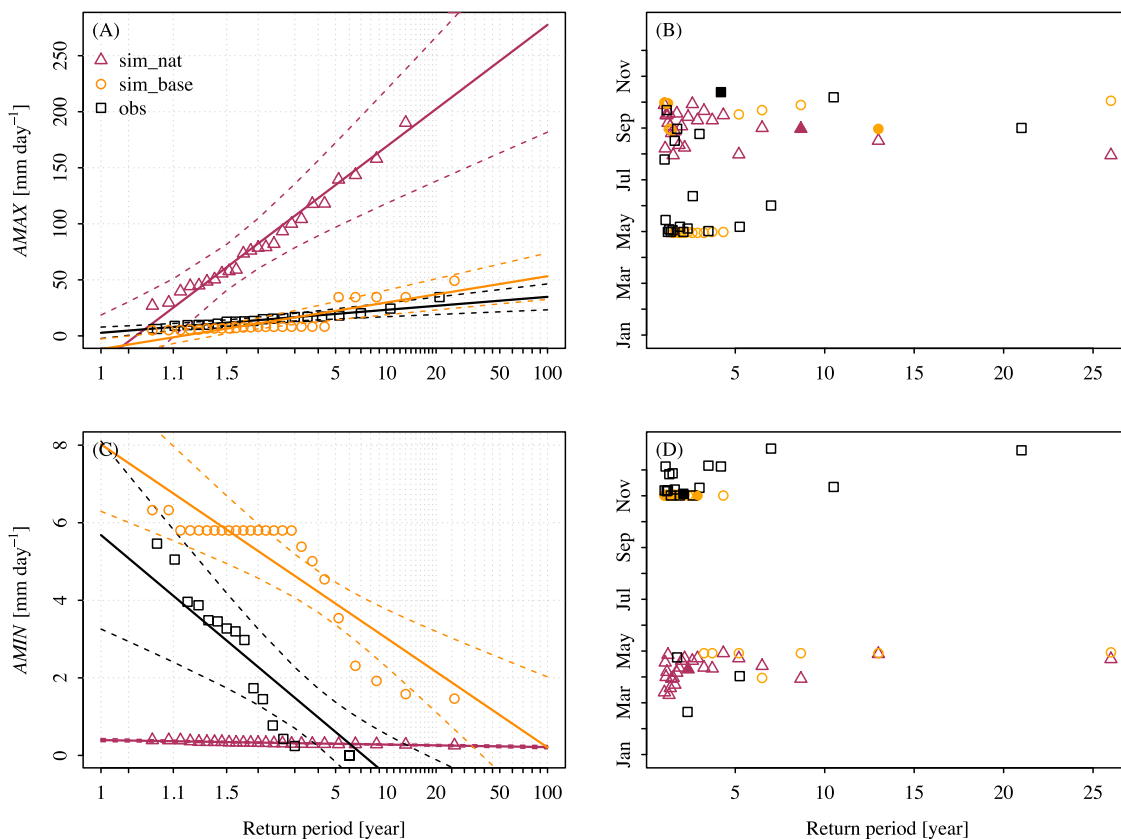 (A)
AMAX [mm day⁻¹]
250
200
150
100
50
0
sim_nat
sim_base
obs
1 1.1 1.5 5 10 20 100
(B)
Nov
Sep
Jul
May
Mar
Jan
5 10 15 20 25
(C)
AMIN [mm day⁻¹]
8
6
4
2
0
1 1.1 1.5 5 10 20 100
Return period [year]
(D)
Nov
Sep
Jul
May
Mar
Jan
5 10 15 20 25
Return period [year]